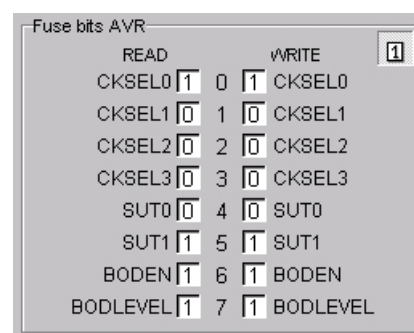 Fuse bits AVR
READ WRITE 1
CKSEL0 1 0 1 CKSEL0
CKSEL1 0 1 0 CKSEL1
CKSEL2 0 2 0 CKSEL2
CKSEL3 0 3 0 CKSEL3
SUT0 0 4 0 SUT0
SUT1 1 5 1 SUT1
BODEN 1 6 1 BODEN
BODLEVEL 1 7 1 BODLEVEL